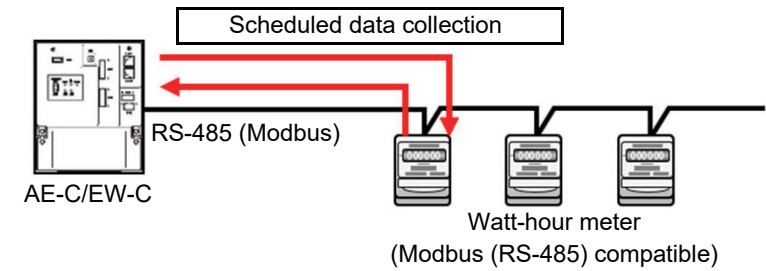 Scheduled data collection
RS-485 (Modbus)
AE-C/EW-C
Watt-hour meter
(Modbus (RS-485) compatible)